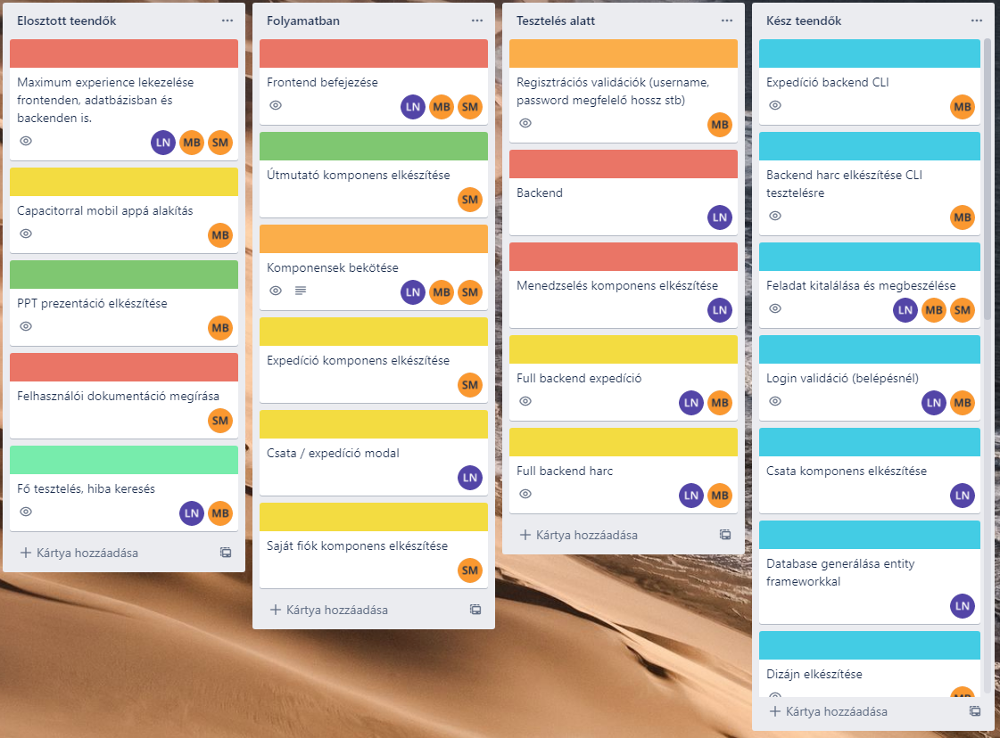 Elosztott teendők
Maximum experience lekezelése
frontenden, adatbázisban és
backenden is.
LN MB SM
Capacitorral mobil appá alakítás
MB
PPT prezentáció elkészítése
MB
Felhasználói dokumentáció megírása
SM
Fő tesztelés, hiba keresés
LN MB
Kártya hozzáadása
Folyamatban
Frontend befejezése
LN MB SM
Útmutató komponens elkészítése
SM
Komponensek bekötése
LN MB SM
Expedíció komponens elkészítése
SM
Csata / expedíció modal
LN
Saját fiók komponens elkészítése
SM
Kártya hozzáadása
Tesztelés alatt
Regisztrációs validációk (username,
password megfelelő hossz stb)
MB
Backend
LN
Menedzselés komponens elkészítése
LN
Full backend expedíció
LN MB
Full backend harc
LN MB
Kártya hozzáadása
Kész teendők
Expedíció backend CLI
MB
Backend harc elkészítése CLI
tesztelésre
MB
Feladat kitalálása és megbeszélése
LN MB SM
Login validáció (belépésnél)
LN MB
Csata komponens elkészítése
LN
Database generálása entity
frameworkkal
LN
Dizájn elkészítése
MB
Kártya hozzáadása